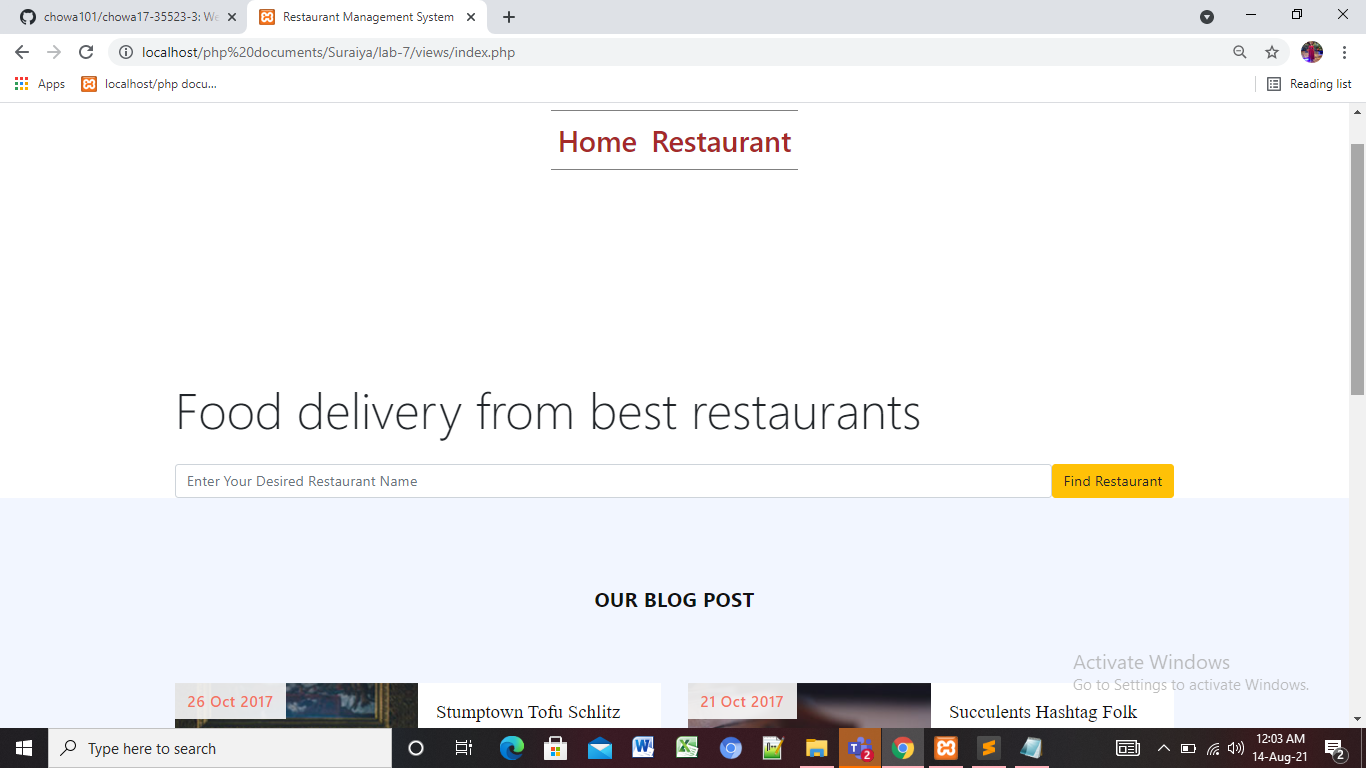 chowa101/chowa17-35523-3: We
Restaurant Management System
localhost/php%20documents/Suraiya/lab-7/views/index.php
Apps
localhost/php docu...
Reading list
Home Restaurant
Food delivery from best restaurants
Enter Your Desired Restaurant Name
Find Restaurant
OUR BLOG POST
Activate Windows
Go to Settings to activate Windows.
26 Oct 2017
Stumptown Tofu Schlitz
21 Oct 2017
Succulents Hashtag Folk
Type here to search
2
12:03 AM
14-Aug-21
2